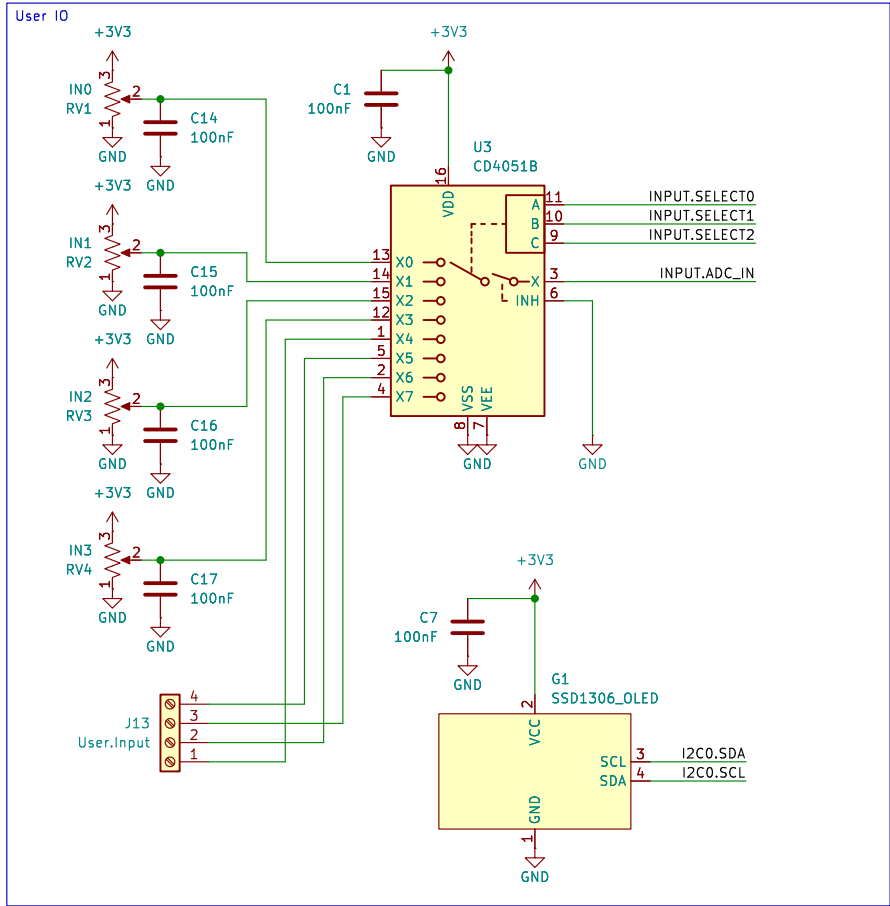 User IO
+3V3
3
IN0
RV1
2
1
GND
C14
100nF
GND
+3V3
3
IN1
RV2
2
1
GND
C15
100nF
GND
+3V3
3
IN2
RV3
2
1
GND
C16
100nF
GND
+3V3
3
IN3
RV4
2
1
GND
C17
100nF
GND
J13
User.Input
4
3
2
1
+3V3
C1
100nF
GND
U3
CD4051B
16
VDD
13
X0
14
X1
15
X2
12
X3
1
X4
5
X5
2
X6
4
X7
A
11
INPUT.SELECT0
B
10
INPUT.SELECT1
C
9
INPUT.SELECT2
X
3
INPUT.ADC_IN
INH
6
GND
VSS
8
VEE
7
GND
+3V3
C7
100nF
GND
G1
SSD1306_OLED
2
VCC
SCL
3
I2C0.SDA
SDA
4
I2C0.SCL
GND
1
GND